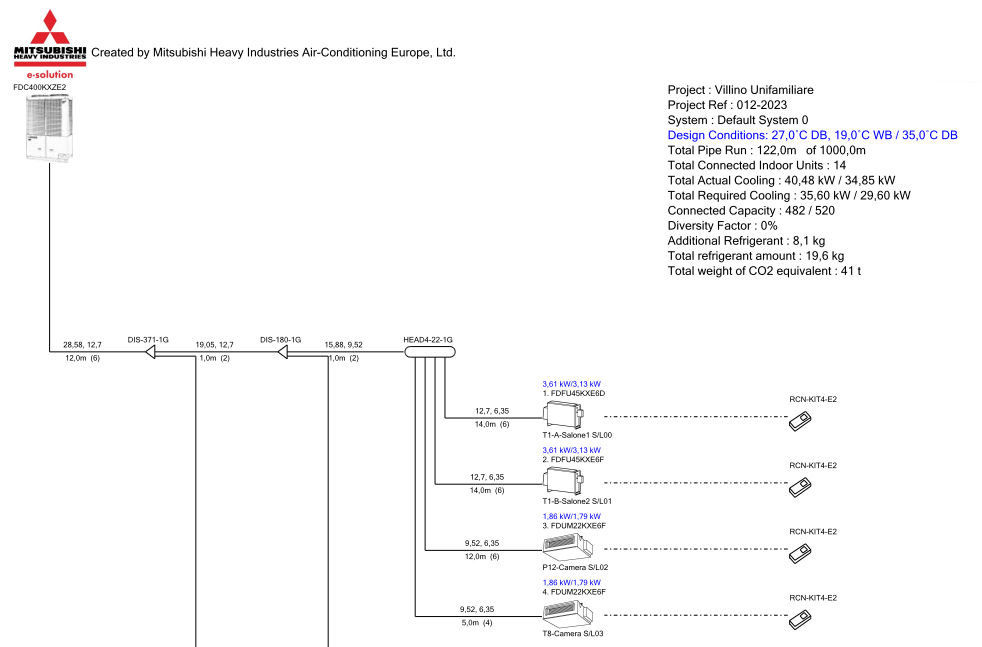 MITSUBISHI
HEAVY INDUSTRIES
Created by Mitsubishi Heavy Industries Air-Conditioning Europe, Ltd.
e-solution
FDC400KXZE2
Project : Villino Unifamiliare
Project Ref : 012-2023
System : Default System 0
Design Conditions: 27,0˚C DB, 19,0˚C WB / 35,0˚C DB
Total Pipe Run : 122,0m of 1000,0m
Total Connected Indoor Units : 14
Total Actual Cooling : 40,48 kW / 34,85 kW
Total Required Cooling : 35,60 kW / 29,60 kW
Connected Capacity : 482 / 520
Diversity Factor : 0%
Additional Refrigerant : 8,1 kg
Total refrigerant amount : 19,6 kg
Total weight of CO2 equivalent : 41 t
28,58, 12,7
12,0m (6)
DIS-371-1G
19,05, 12,7
1,0m (2)
DIS-180-1G
15,88, 9,52
1,0m (2)
HEAD4-22-1G
3,61 kW/3,13 kW
1. FDFU45KXE6D
12,7, 6,35
14,0m (6)
T1-A-Salone1 S/L00
RCN-KIT4-E2
3,61 kW/3,13 kW
2. FDFU45KXE6F
12,7, 6,35
14,0m (6)
T1-B-Salone2 S/L01
RCN-KIT4-E2
1,86 kW/1,79 kW
3. FDUM22KXE6F
9,52, 6,35
12,0m (6)
P12-Camera S/L02
RCN-KIT4-E2
1,86 kW/1,79 kW
4. FDUM22KXE6F
9,52, 6,35
5,0m (4)
T8-Camera S/L03
RCN-KIT4-E2